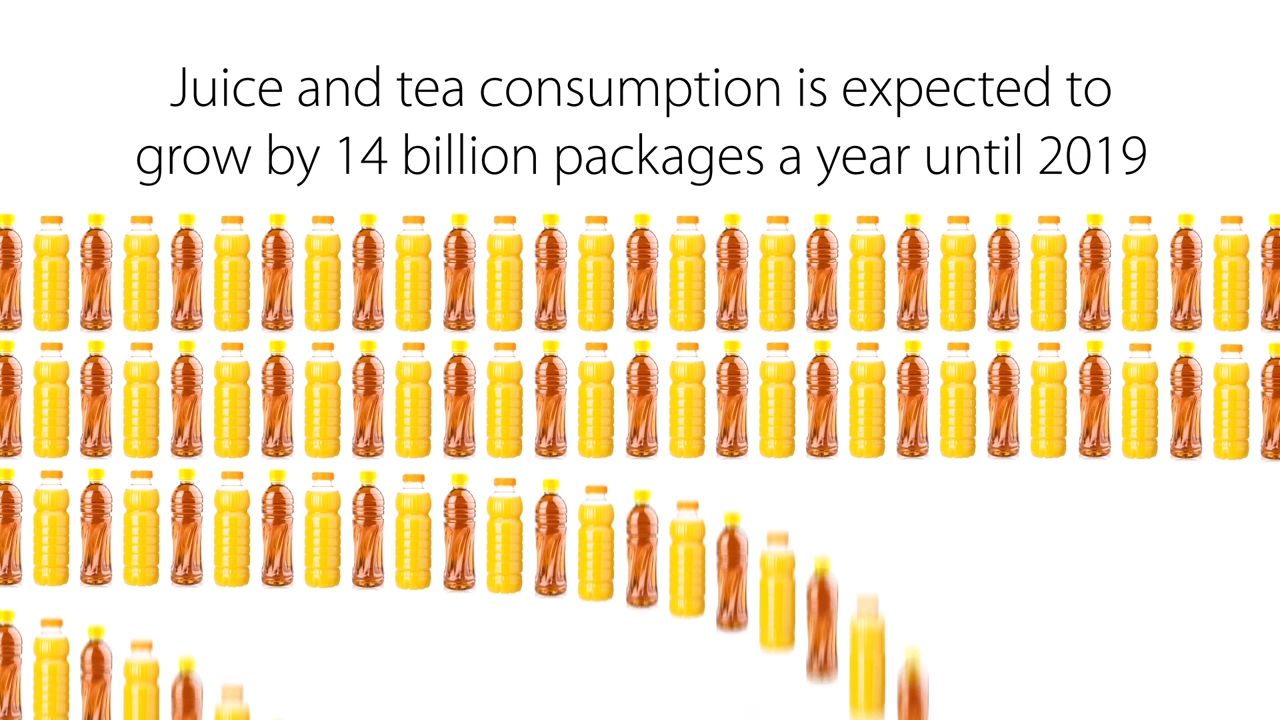 Juice and tea consumption is expected to
grow by 14 billion packages a year until 2019